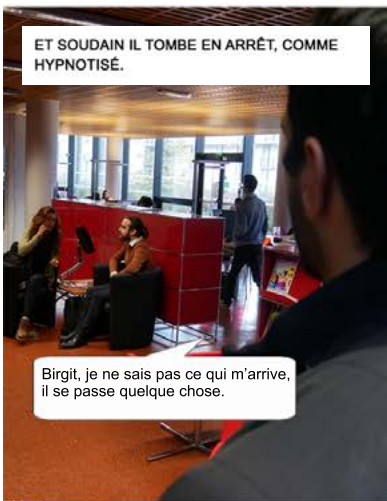 ET SOUDAIN IL TOMBE EN ARRÊT, COMME
HYPNOTISÉ.
Birgit, je ne sais pas ce qui m'arrive,
il se passe quelque chose.